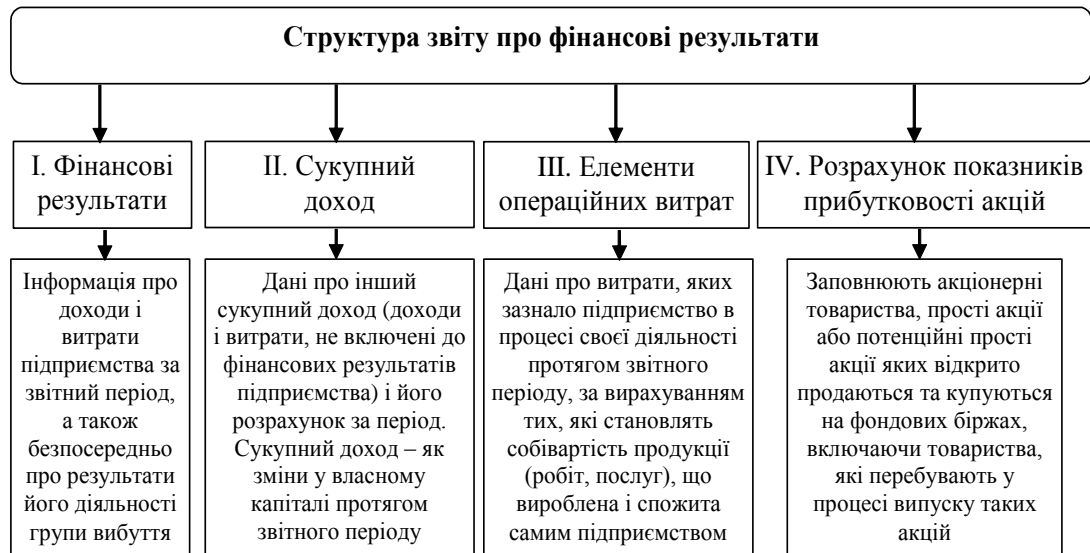 Структура звіту про фінансові результати
І. Фінансові
результати
ІІ. Сукупний
доход
ІІІ. Елементи
операційних витрат
IV. Розрахунок показників
прибутковості акцій
Інформація про
доходи і
витрати
підприємства за
звітний період,
а також
безпосередньо
про результати
його діяльності
групи вибуття
Дані про інший
сукупний доход (доходи
і витрати, не включені до
фінансових результатів
підприємства) і його
розрахунок за період.
Сукупний доход – як
зміни у власному
капіталі протягом
звітного періоду
Дані про витрати, яких
зазнало підприємство в
процесі своєї діяльності
протягом звітного
періоду, за вирахуванням
тих, які становлять
собівартість продукції
(робіт, послуг), що
вироблена і спожита
самим підприємством
Заповнюють акціонерні
товариства, прості акції
або потенційні прості
акції яких відкрито
продаються та купуються
на фондових біржах,
включаючи товариства,
які перебувають у
процесі випуску таких
акцій